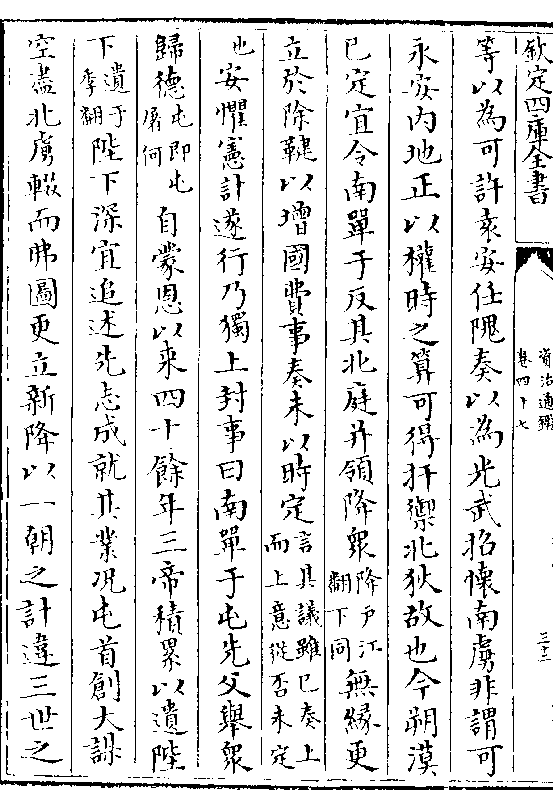 欽定四庫全書
資治通鑑
卷四十七
三十二
等以為可許袁安任隗奏以為光武招懷南虜非謂可
永安内地正以權時之算可得扞禦北狄故也今朔漠
已定宜令南單于反其北庭并領降衆降户江翻下同無緣更
立於除鞬以增國費事奏未以時定言其議雖已奏上而上意從否未定
也安懼憲計遂行乃獨上封事曰南單于屯先父舉衆
歸德屯即屯屠何自蒙恩以來四十餘年三帝積累以遺陛
下遺于季翻陛下深宜追述先志成就其業况屯首創大謀
空盡北虜輟而弗圖更立新降以一朝之計違三世之